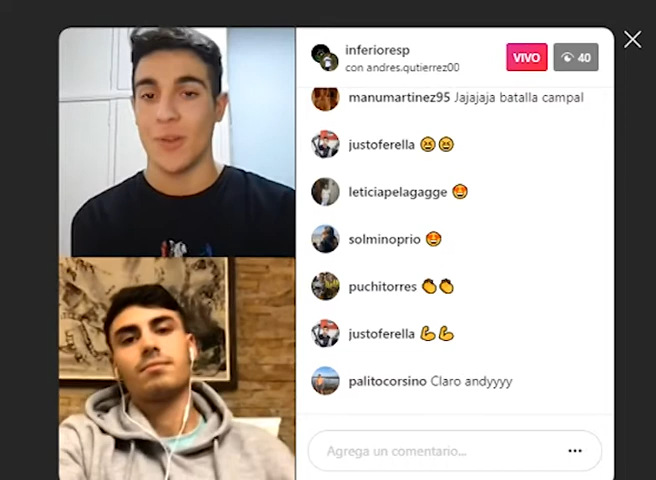 inferioresp
con andres.gutierrez00
VIVO
40
manumartinez95 Jajajaja batalla campal
justoferella 😆😆
leticiapelagagge 🤩
solminoprio 🤩
puchitorres 👏👏
justoferella 💪💪
palitocorsino Claro andyyyy
Agrega un comentario...